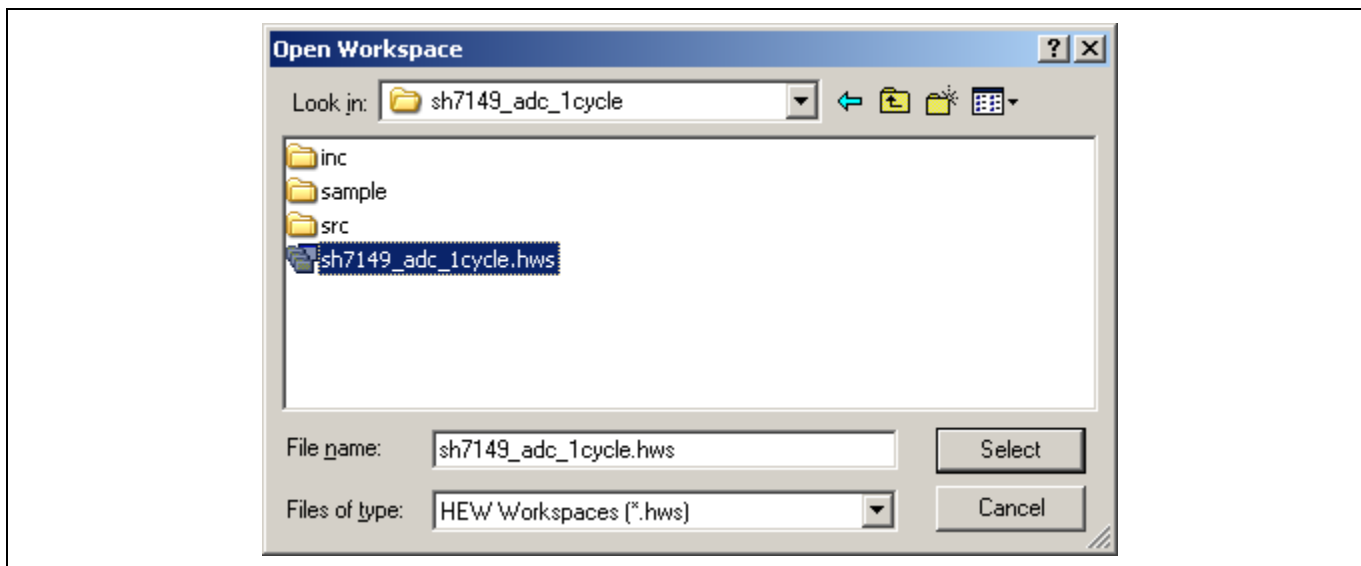 Open Workspace
Look in: sh7149_adc_1cycle
inc
sample
src
sh7149_adc_1cycle.hws
File name: sh7149_adc_1cycle.hws Select
Files of type: HEW Workspaces (*.hws) Cancel